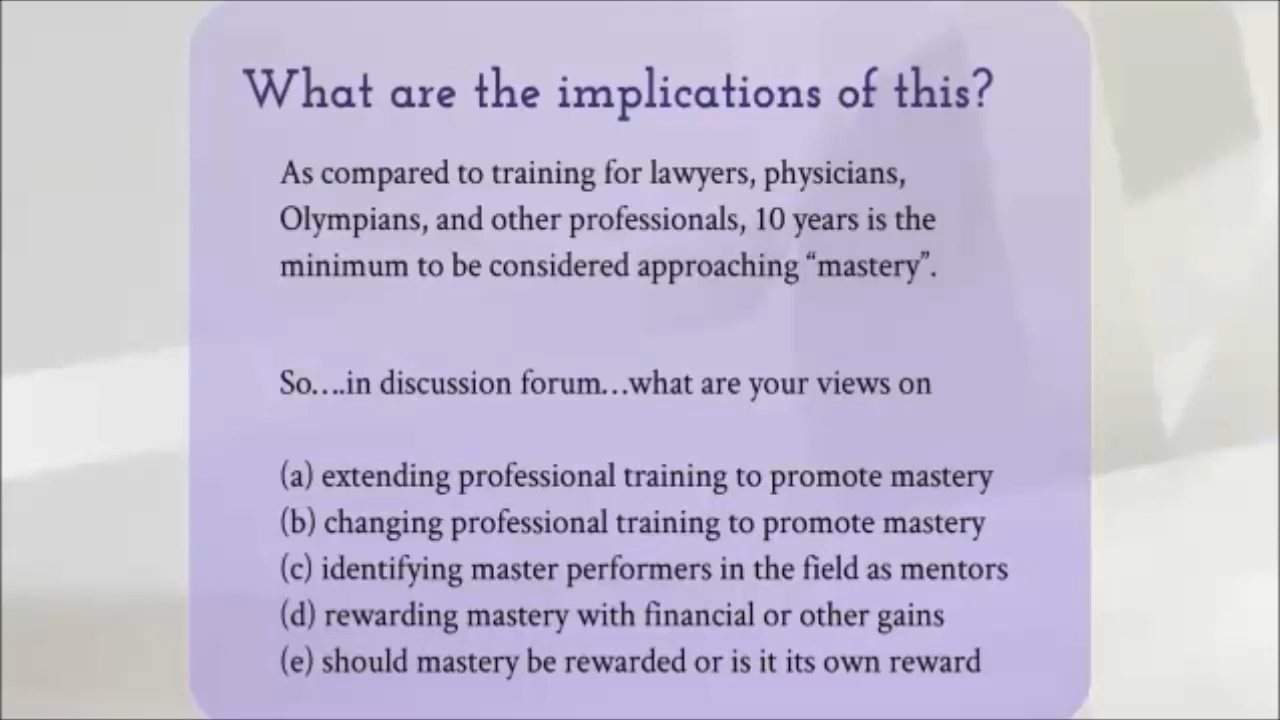 What are the implications of this?
As compared to training for lawyers, physicians,
Olympians, and other professionals, 10 years is the
minimum to be considered approaching “mastery”.
So....in discussion forum...what are your views on
(a) extending professional training to promote mastery
(b) changing professional training to promote mastery
(c) identifying master performers in the field as mentors
(d) rewarding mastery with financial or other gains
(e) should mastery be rewarded or is it its own reward